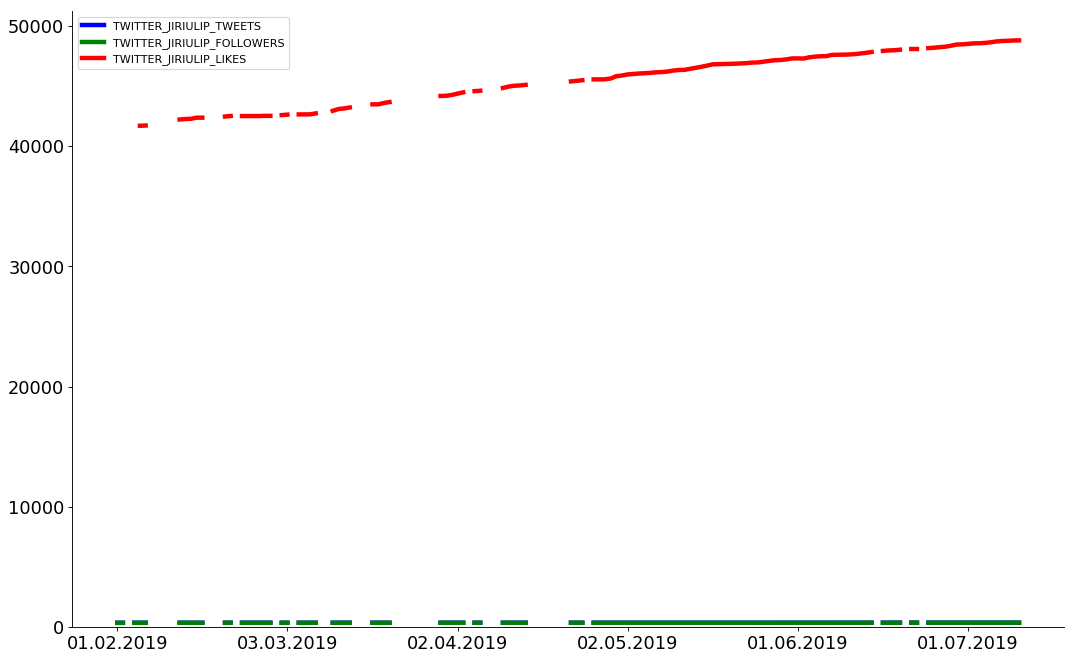 TWITTER_JIRIULIP_TWEETS
TWITTER_JIRIULIP_FOLLOWERS
TWITTER_JIRIULIP_LIKES
50000
40000
30000
20000
10000
0
01.02.2019 03.03.2019 02.04.2019 02.05.2019 01.06.2019 01.07.2019